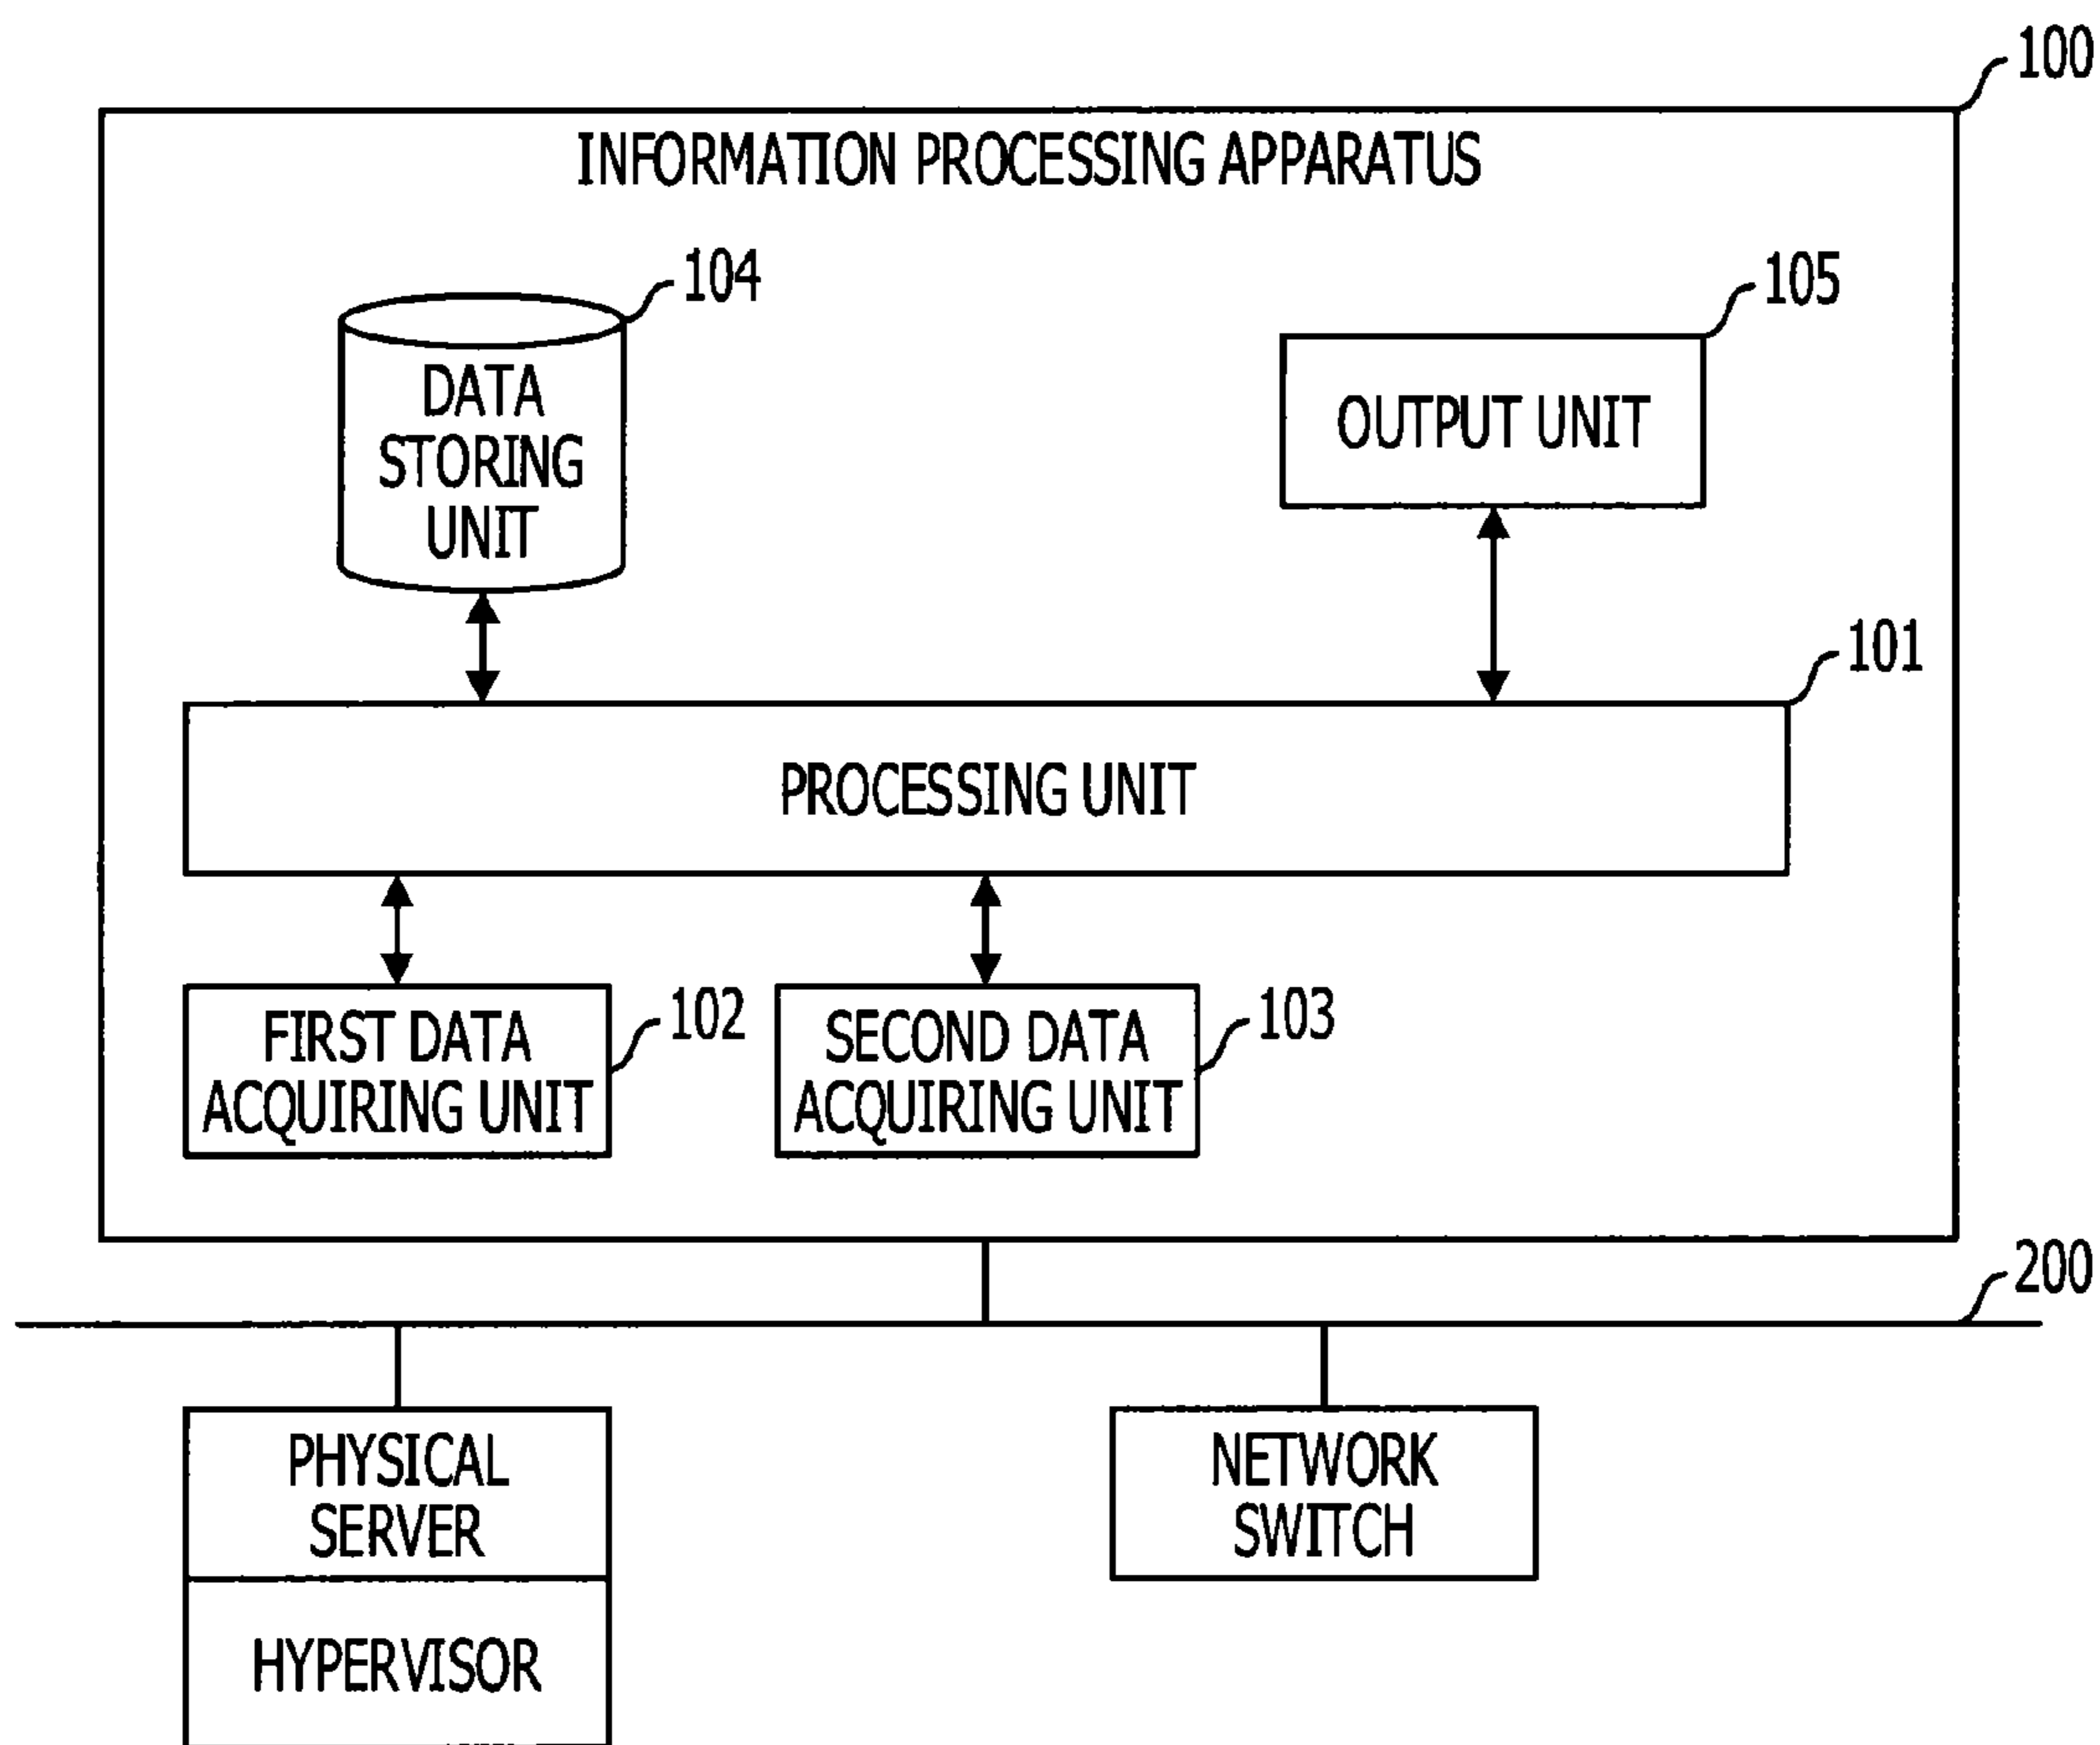 100
INFORMATION PROCESSING APPARATUS
104
105
DATA
STORING
UNIT
OUTPUT UNIT
101
PROCESSING UNIT
FIRST DATA
ACQUIRING UNIT
102
SECOND DATA
ACQUIRING UNIT
103
200
PHYSICAL
SERVER
NETWORK
SWITCH
HYPERVISOR